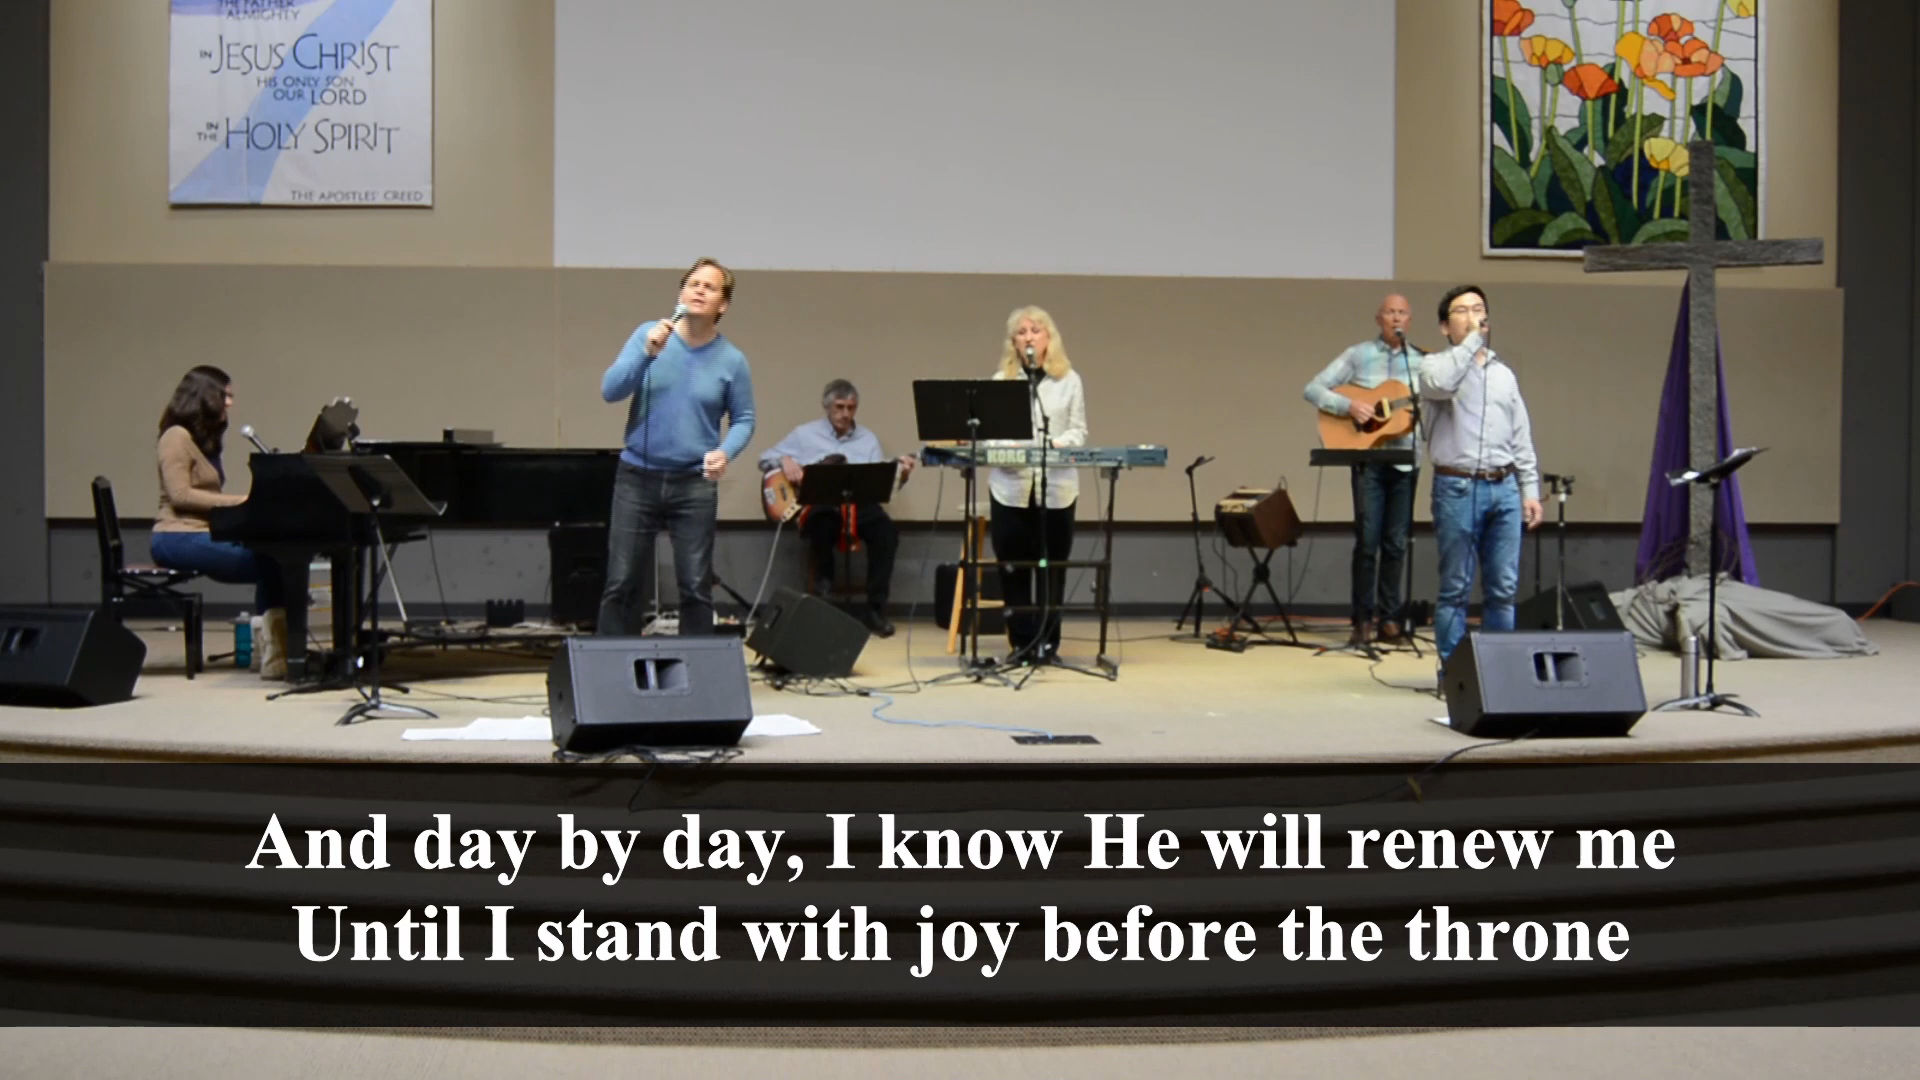 THE FATHER
ALMIGHTY
IN JESUS CHRIST
HIS ONLY SON
OUR LORD
IN THE HOLY SPIRIT
THE APOSTLES' CREED
KORG
And day by day, I know He will renew me
Until I stand with joy before the throne